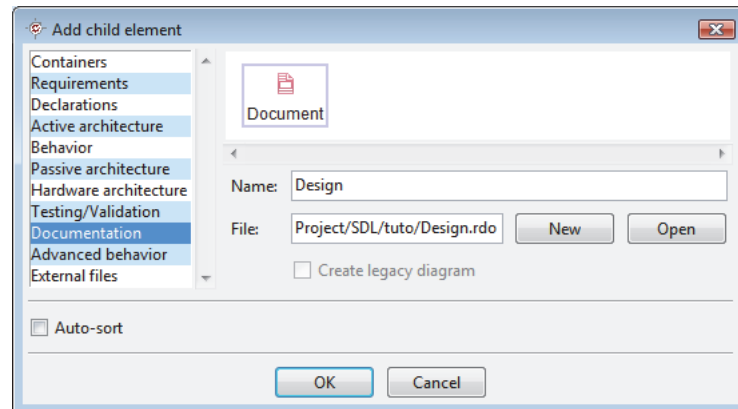 Add child element
Containers
Requirements
Declarations
Active architecture
Behavior
Passive architecture
Hardware architecture
Testing/Validation
Documentation
Advanced behavior
External files
Document
Name: Design
File: Project/SDL/tuto/Design.rdo New Open
Create legacy diagram
Auto-sort
OK Cancel